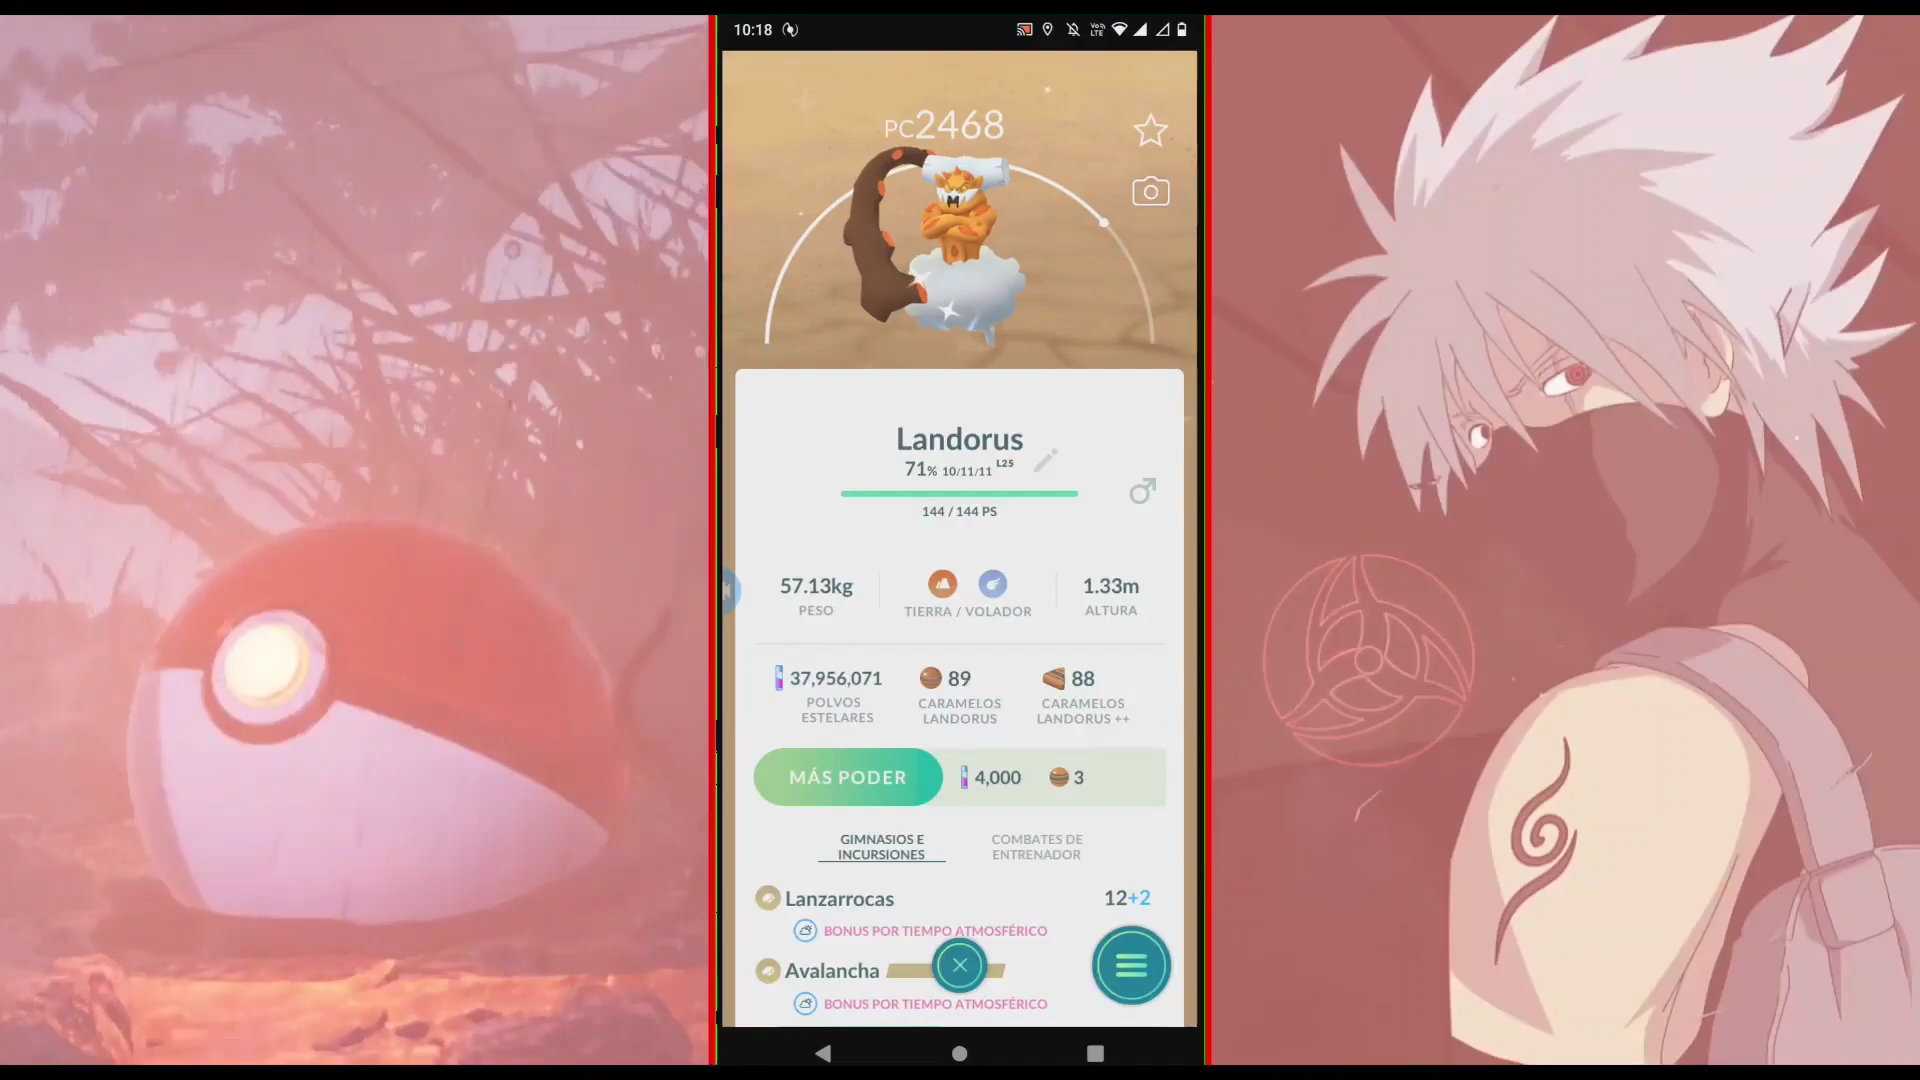 10:18
Vo LTE
PC2468
Landorus
71% 10/11/11 L25
144 / 144 PS
57.13kg
PESO
TIERRA / VOLADOR
1.33m
ALTURA
37,956,071
POLVOS
ESTELARES
89
CARAMELOS
LANDORUS
88
CARAMELOS
LANDORUS ++
MÁS PODER
4,000
3
GIMNASIOS E
INCURSIONES
COMBATES DE
ENTRENADOR
Lanzarrocas
12+2
BONUS POR TIEMPO ATMOSFÉRICO
Avalancha
BONUS POR TIEMPO ATMOSFÉRICO